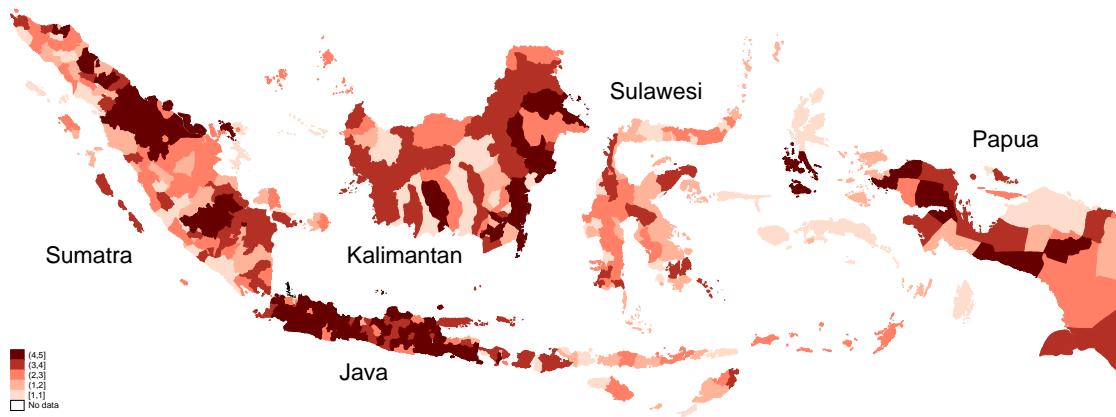 Sulawesi
Papua
Sumatra
Kalimantan
Java
(4,5]
(3,4]
(2,3]
(1,2]
[1,1]
No data